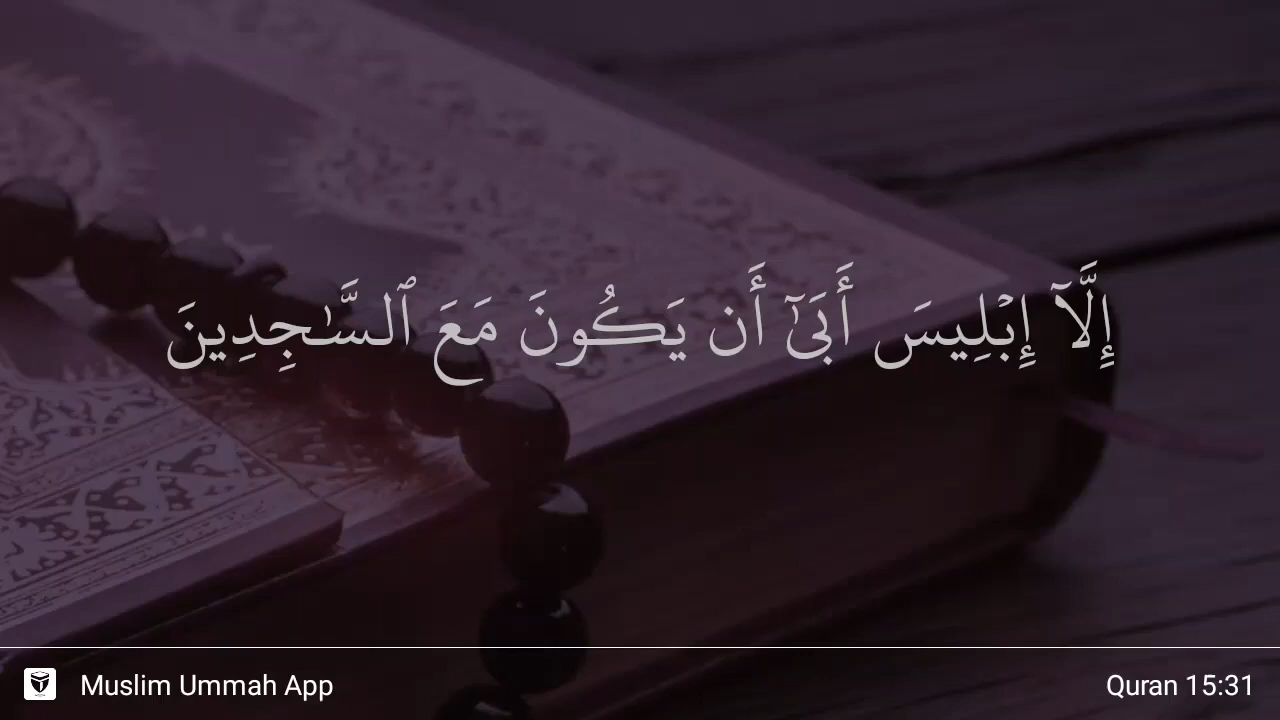 إِلَّآ إِبْلِيسَ أَبَىٰٓ أَن يَكُونَ مَعَ ٱلسَّـٰجِدِينَ
Muslim Ummah App
Quran 15:31